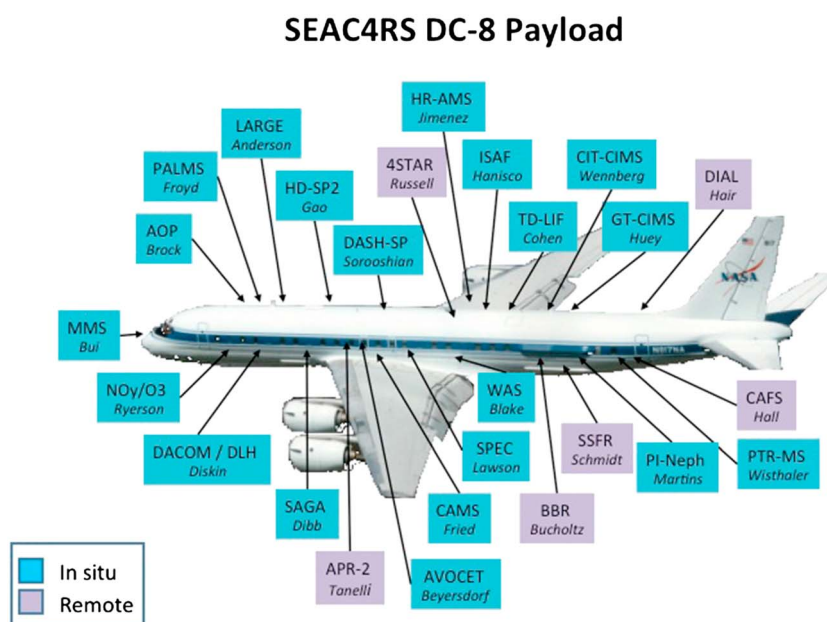 SEAC4RS DC-8 Payload
HR-AMS
Jimenez
LARGE
Anderson
PALMS
Froyd
HD-SP2
Gao
4STAR
Russell
ISAF
Hanisco
CIT-CIMS
Wennberg
DIAL
Hair
AOP
Brock
DASH-SP
Sorooshian
TD-LIF
Cohen
GT-CIMS
Huey
NASA
MMS
Bui
N817NA
NOy/O3
Ryerson
DACOM / DLH
Diskin
SAGA
Dibb
APR-2
Tanelli
AVOCET
Beyersdorf
CAMS
Fried
SPEC
Lawson
WAS
Blake
BBR
Bucholtz
SSFR
Schmidt
PI-Neph
Martins
PTR-MS
Wisthaler
CAFS
Hall
In situ
Remote